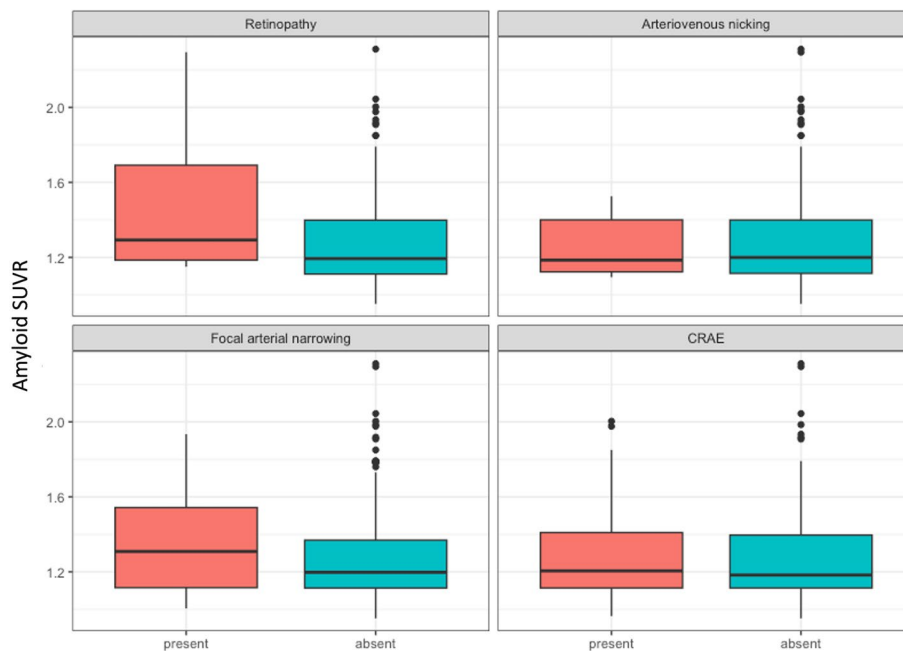 Retinopathy
Arteriovenous nicking
2.0
1.6
1.2
Amyloid SUVR
Focal arterial narrowing
CRAE
2.0
1.6
1.2
present
absent
present
absent